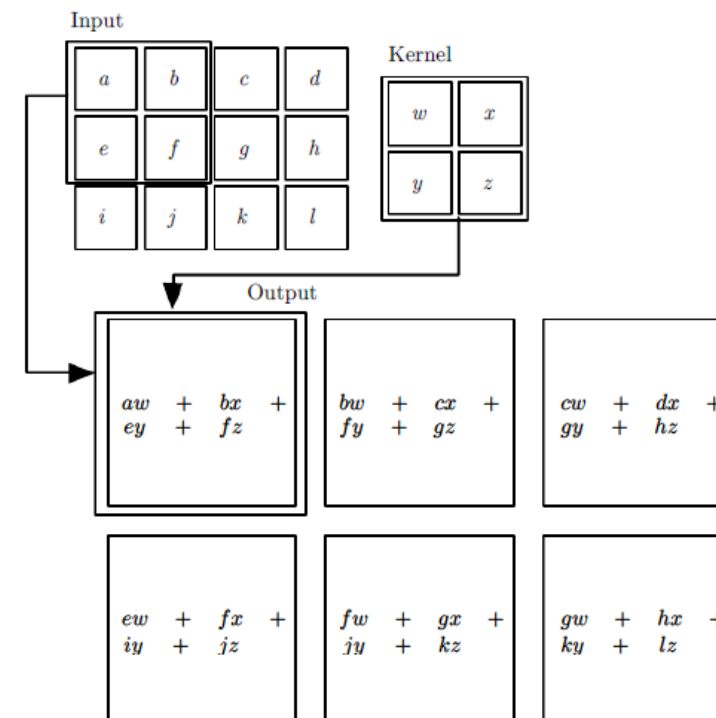 Input
Kernel
a b c d
w x
e f g h
y z
i j k l
Output
aw + bx +
ey + fz
bw + cx +
fy + gz
cw + dx +
gy + hz
ew + fx +
iy + jz
fw + gx +
jy + kz
gw + hx +
ky + lz